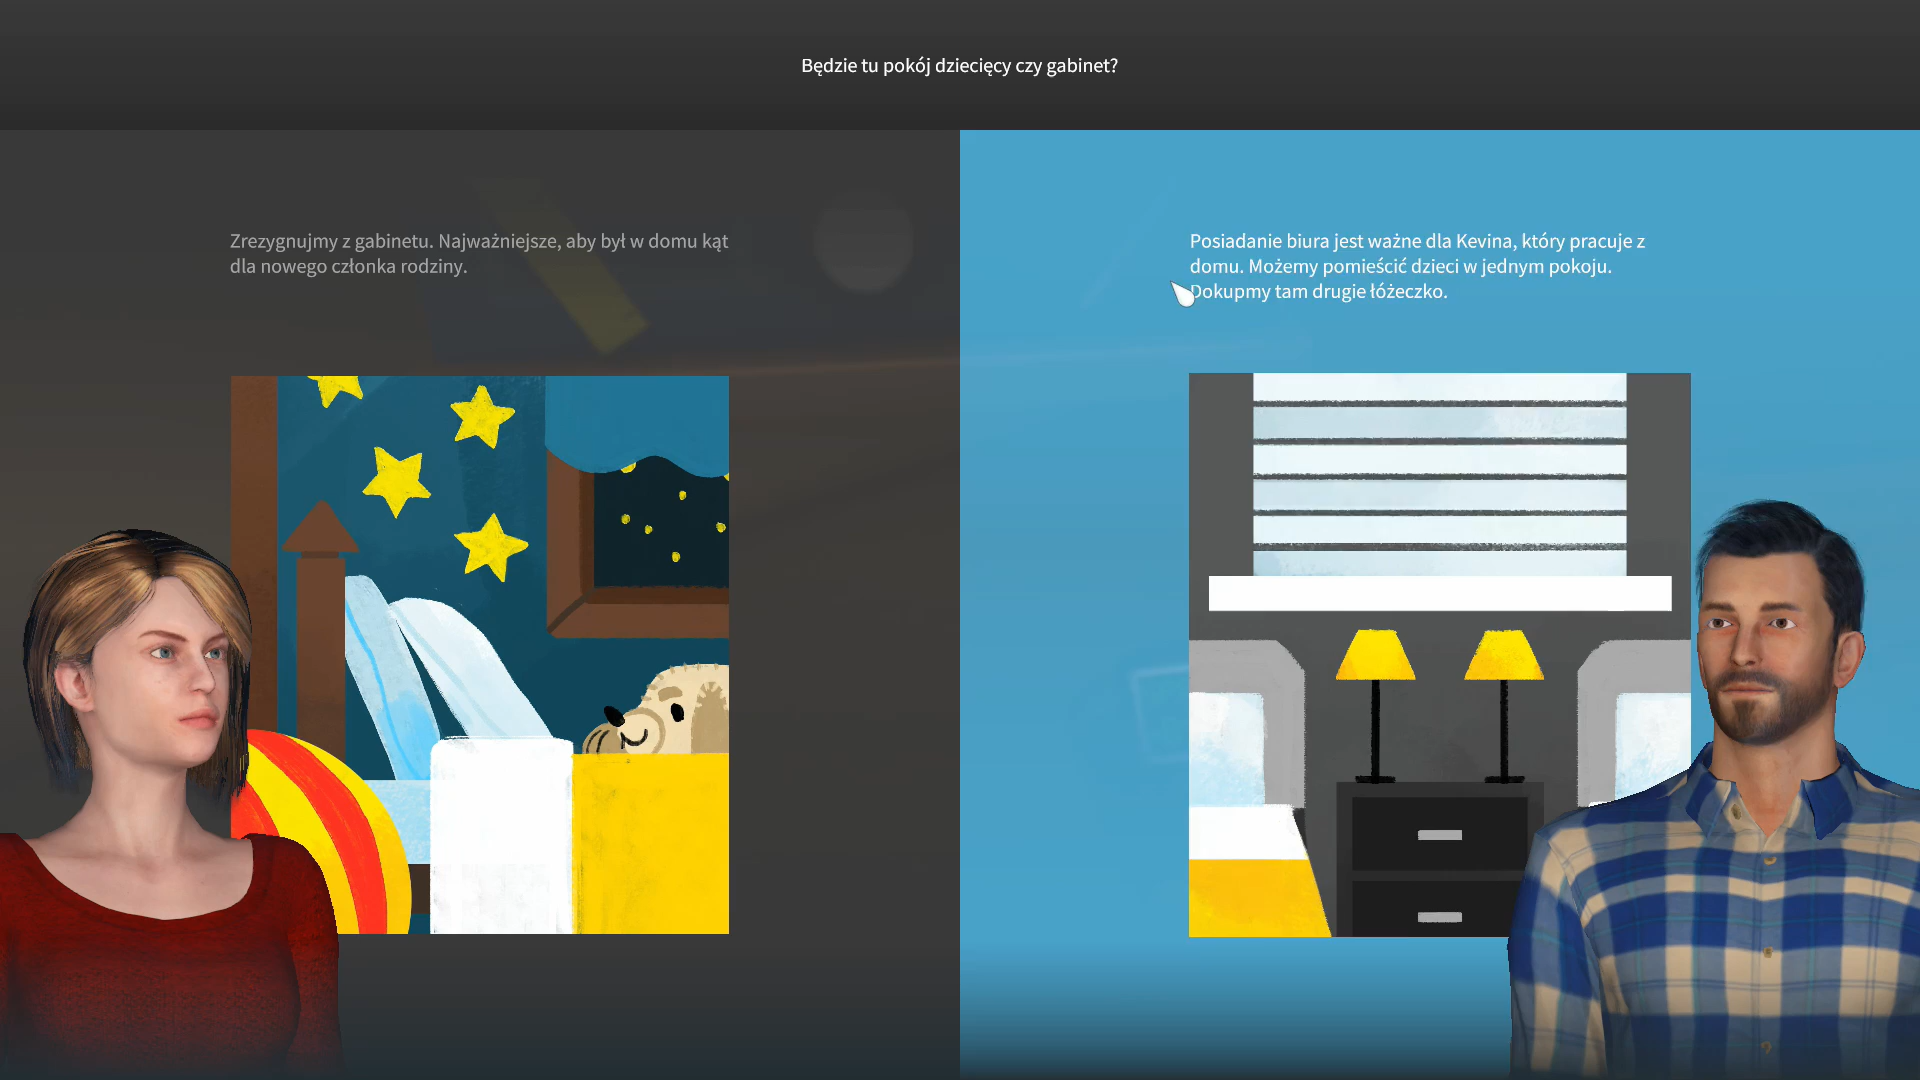 Będzie tu pokój dziecięcy czy gabinet?
Zrezygnujmy z gabinetu. Najważniejsze, aby był w domu kąt
dla nowego członka rodziny.
Posiadanie biura jest ważne dla Kevina, który pracuje z
domu. Możemy pomieścić dzieci w jednym pokoju.
Dokupmy tam drugie łóżeczko.